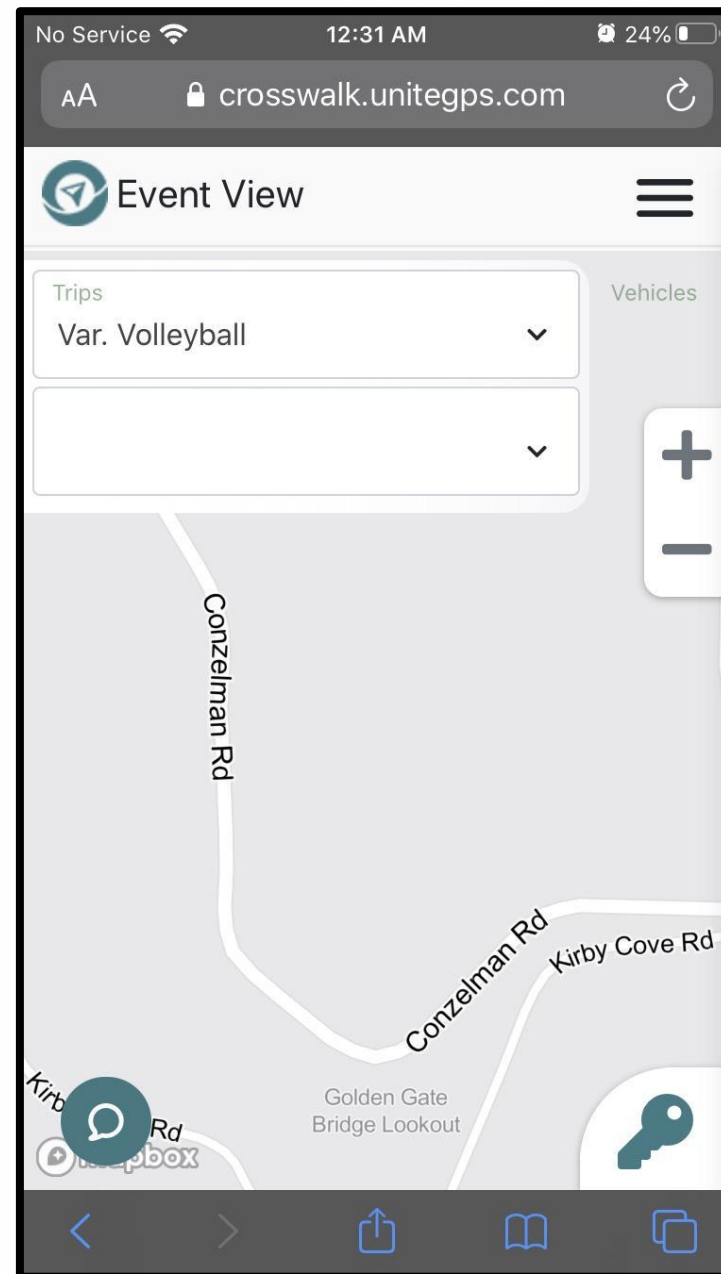 No Service 12:31 AM 24%
AA crosswalk.unitegps.com
Event View
Trips Vehicles
Var. Volleyball
Conzelman Rd
Conzelman Rd
Kirby Cove Rd
Golden Gate
Bridge Lookout
Rd
mapbox